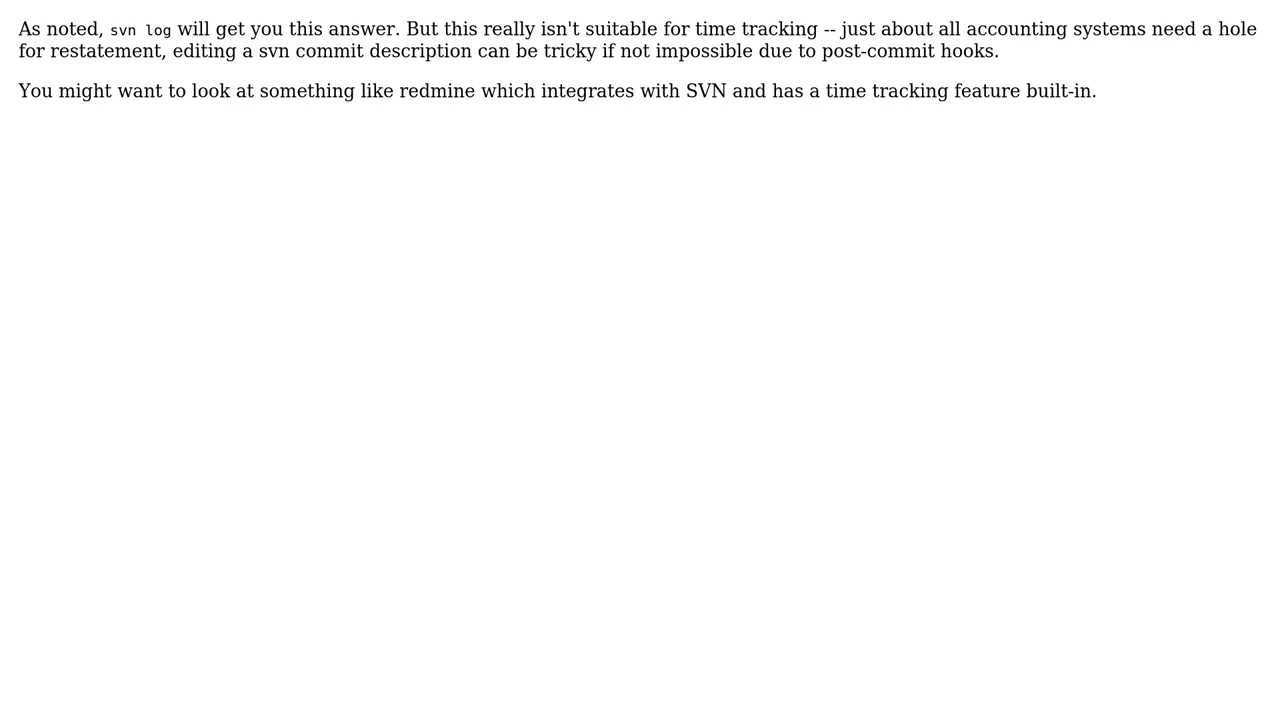 As noted, svn log will get you this answer. But this really isn't suitable for time tracking -- just about all accounting systems need a hole
for restatement, editing a svn commit description can be tricky if not impossible due to post-commit hooks.
You might want to look at something like redmine which integrates with SVN and has a time tracking feature built-in.